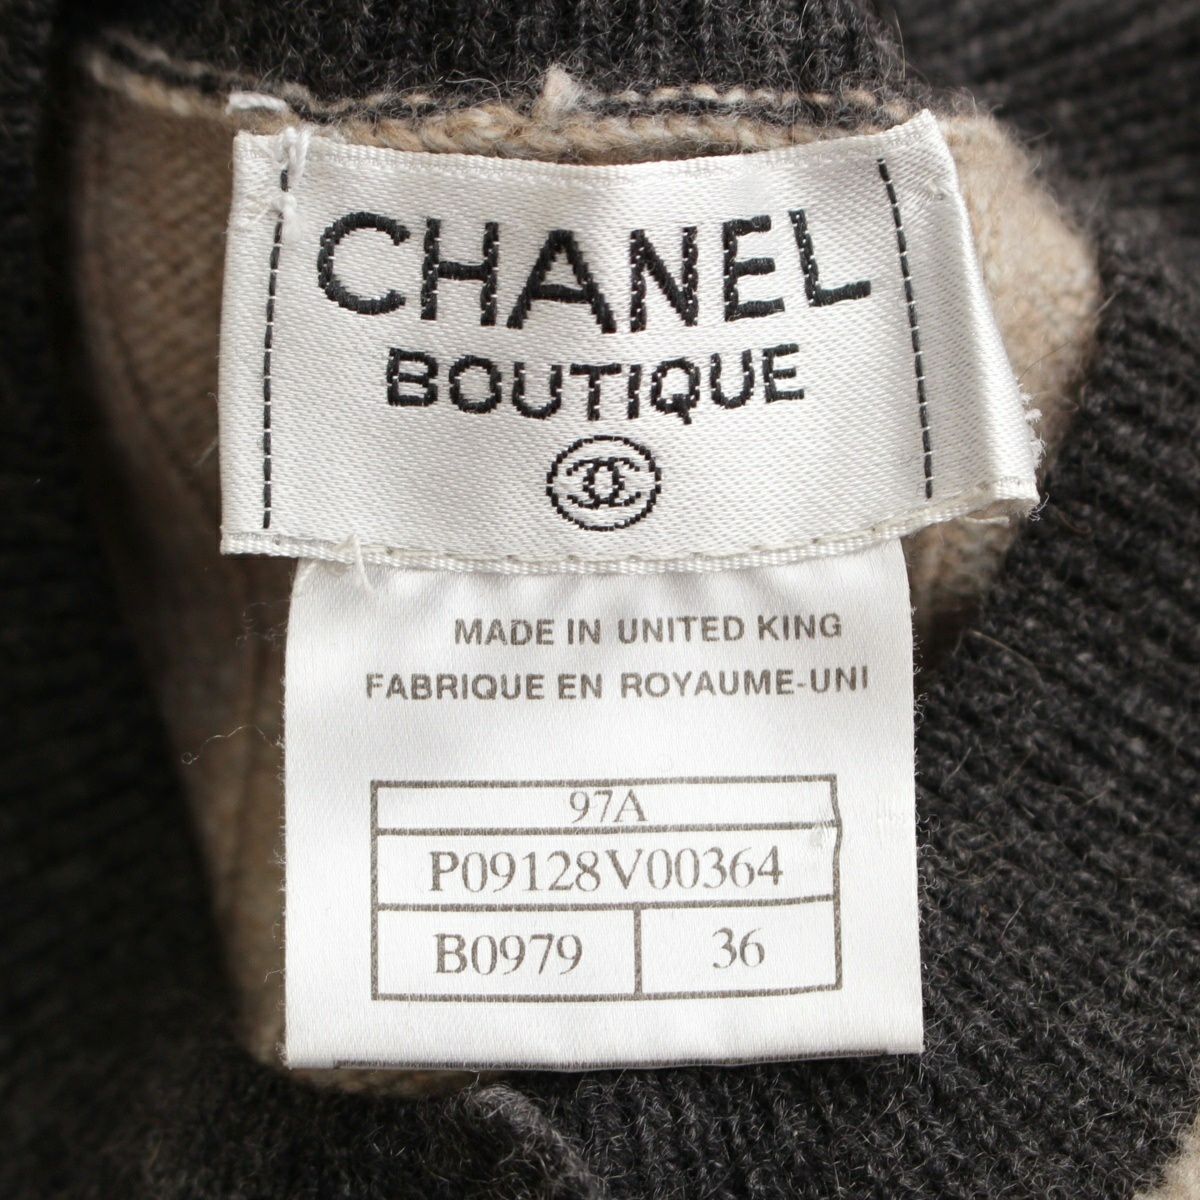 CHANEL
BOUTIQUE
MADE IN UNITED KING
FABRIQUE EN ROYAUME-UNI
97A
P09128V00364
B0979 36